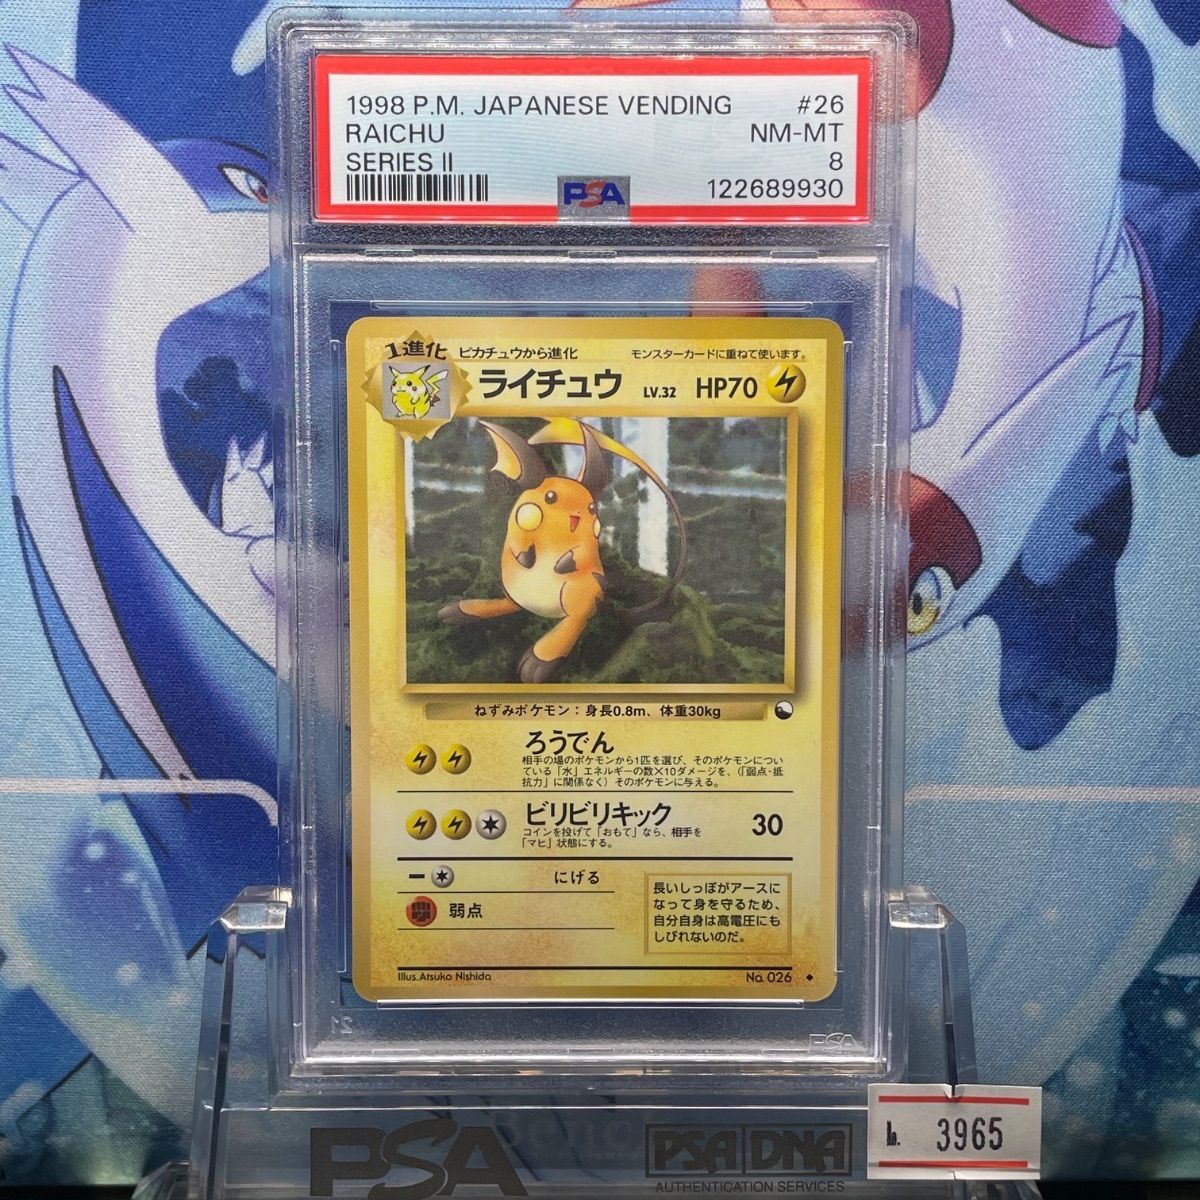 1998 P.M. JAPANESE VENDING #26
RAICHU NM-MT
SERIES II 8
PSA 122689930
1進化 ピカチュウから進化 モンスターカードに重ねて使います。
ライチュウ LV.32 HP70
ねずみポケモン：身長0.8m、体重30kg
ろうでん
相手の場のポケモンから1匹を選び、そのポケモンについ
ている「水」エネルギーの数×10ダメージを、（「弱点・抵
抗力」に関係なく）そのポケモンに与える。
ビリビリキック 30
コインを投げて「おもて」なら、相手を
「マヒ」状態にする。
ー にげる
弱点
長いしっぽがアースに
なって身を守るため、
自分自身は高電圧にも
しびれないのだ。
Illus. Atsuko Nishida No. 026
21 PSA
PSA PSA DNA
AUTHENTICATION SERVICES
No. 3965